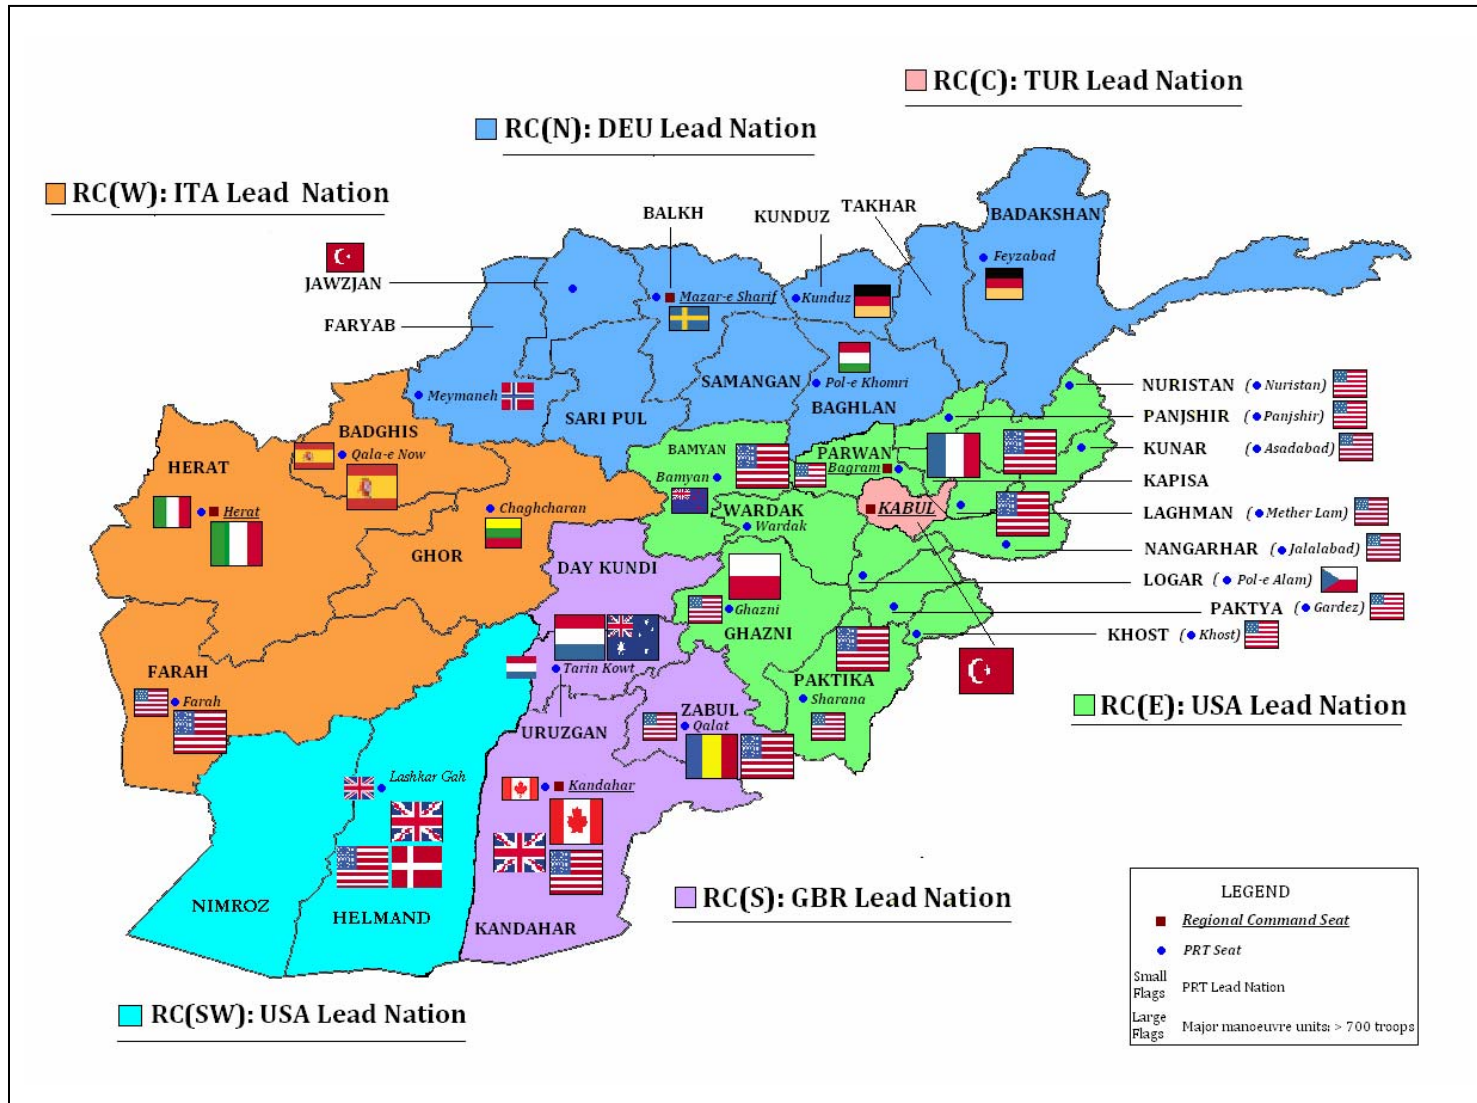 RC(C): TUR Lead Nation
RC(N): DEU Lead Nation
RC(W): ITA Lead Nation
BALKH
KUNDUZ
TAKHAR
BADAKSHAN
JAWZJAN
FARYAB
Mazar-e Sharif
Kunduz
Feyzabad
Meymaneh
SARI PUL
SAMANGAN
Pol-e Khomri
BAGHLAN
NURISTAN (Nuristan)
PANJSHIR (Panjshir)
KUNAR (Asadabad)
KAPISA
LAGHMAN (Mether Lam)
NANGARHAR (Jalalabad)
LOGAR (Pol-e Alam)
PAKTYA (Gardez)
KHOST (Khost)
BADGHIS
Qala-e Now
HERAT
Herat
Chaghcharan
GHOR
BAMYAN
Bamyan
PARWAN
Bagram
WARDAK
Wardak
KABUL
DAY KUNDI
Ghazni
GHAZNI
FARAH
Farah
Tarin Kowt
URUZGAN
ZABUL
Qalat
PAKTIKA
Sharana
RC(E): USA Lead Nation
Lashkar Gah
Kandahar
NIMROZ
HELMAND
KANDAHAR
RC(S): GBR Lead Nation
RC(SW): USA Lead Nation
LEGEND
Regional Command Seat
PRT Seat
Small
Flags
PRT Lead Nation
Large
Flags
Major manoeuvre units: > 700 troops